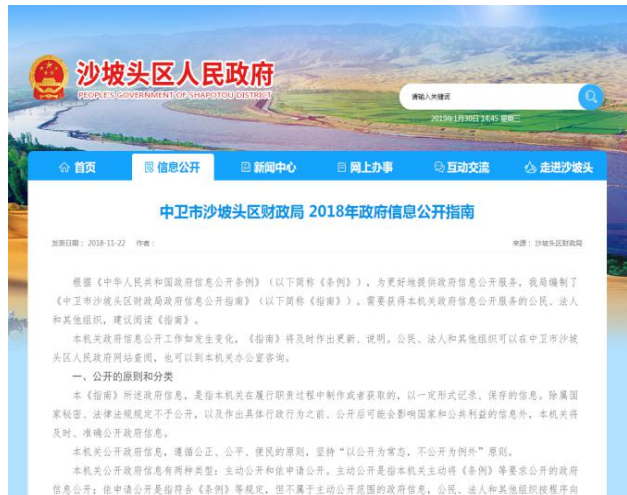 沙坡头区人民政府
PEOPLE'S GOVERNMENT OF SHAPOTOU DISTRICT
请输入关键词
2019年1月30日 14:45 星期三
首页 信息公开 新闻中心 网上办事 互动交流 走进沙坡头
中卫市沙坡头区财政局 2018年政府信息公开指南
发表日期： 2018-11-22 作者： 来源： 沙坡头区财政局
根据《中华人民共和国政府信息公开条例》（以下简称《条例》），为更好地提供政府信息公开服务，我局编制了
《中卫市沙坡头区财政局政府信息公开指南》（以下简称《指南》）。需要获得本机关政府信息公开服务的公民、法人
和其他组织，建议阅读《指南》。
本机关政府信息公开工作如发生变化，《指南》将及时作出更新、说明。公民、法人和其他组织可以在中卫市沙坡
头区人民政府网站查阅，也可以到本机关办公室咨询。
一、公开的原则和分类
本《指南》所述政府信息，是指本机关在履行职责过程中制作或者获取的，以一定形式记录、保存的信息。除属国
家秘密、法律法规规定不予公开，以及作出具体行政行为之前、公开后可能会影响国家和公共利益的信息外，本机关将
及时、准确公开政府信息。
本机关公开政府信息，遵循公正、公平、便民的原则，坚持“以公开为常态，不公开为例外”原则。
本机关公开政府信息有两种类型：主动公开和依申请公开。主动公开是指本机关主动将《条例》等要求公开的政府
信息公开；依申请公开是指符合《条例》等规定，但不属于主动公开范围的政府信息，公民、法人和其他组织按程序向